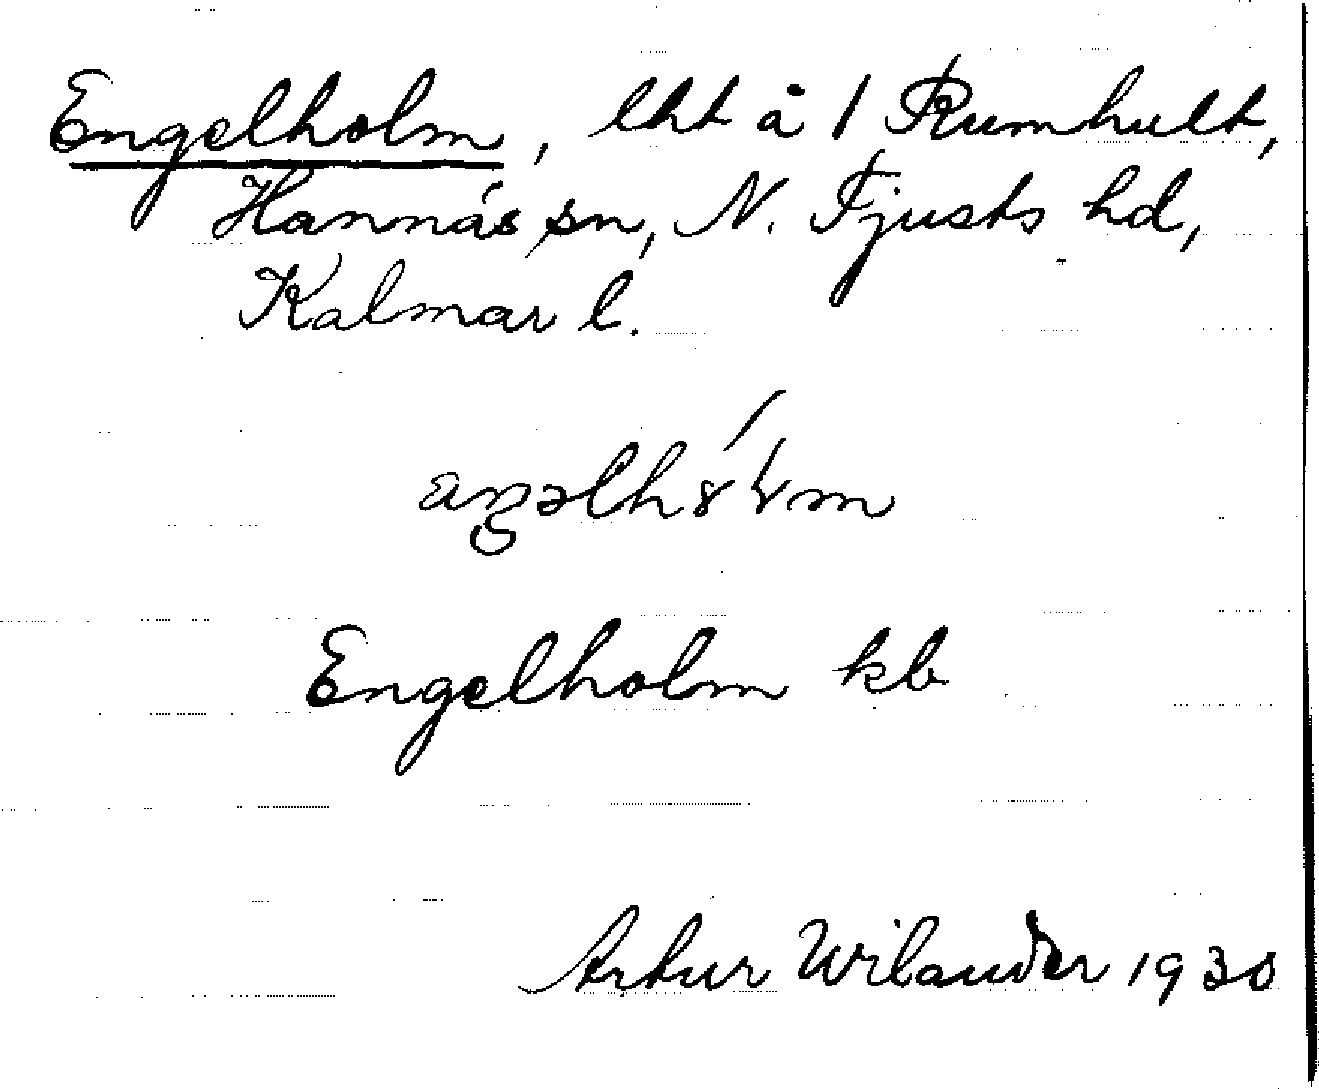 Engelholm, lht å 1 Rumhult,
Hannäs sn, N. Tjusts hd,
Kalmar l.
Engelholm kb
Artur Wilander 1930